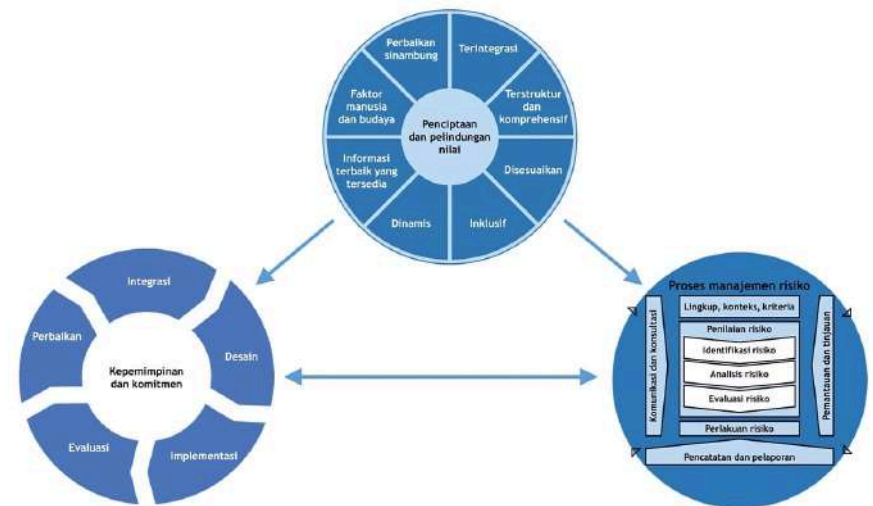 Perbaikan
sinambung
Terintegrasi
Faktor
manusia
dan budaya
Terstruktur
dan
komprehensif
Penciptaan
dan pelindungan
nilai
Informasi
terbaik yang
tersedia
Disesuaikan
Dinamis
Inklusif
Integrasi
Perbaikan
Desain
Kepemimpinan
dan komitmen
Evaluasi
Implementasi
Proses manajemen risiko
Lingkup, konteks, kriteria
Komunikasi dan konsultasi
Penilaian risiko
Identifikasi risiko
Analisis risiko
Evaluasi risiko
Pemantauan dan tinjauan
Perlakuan risiko
Pencatatan dan pelaporan